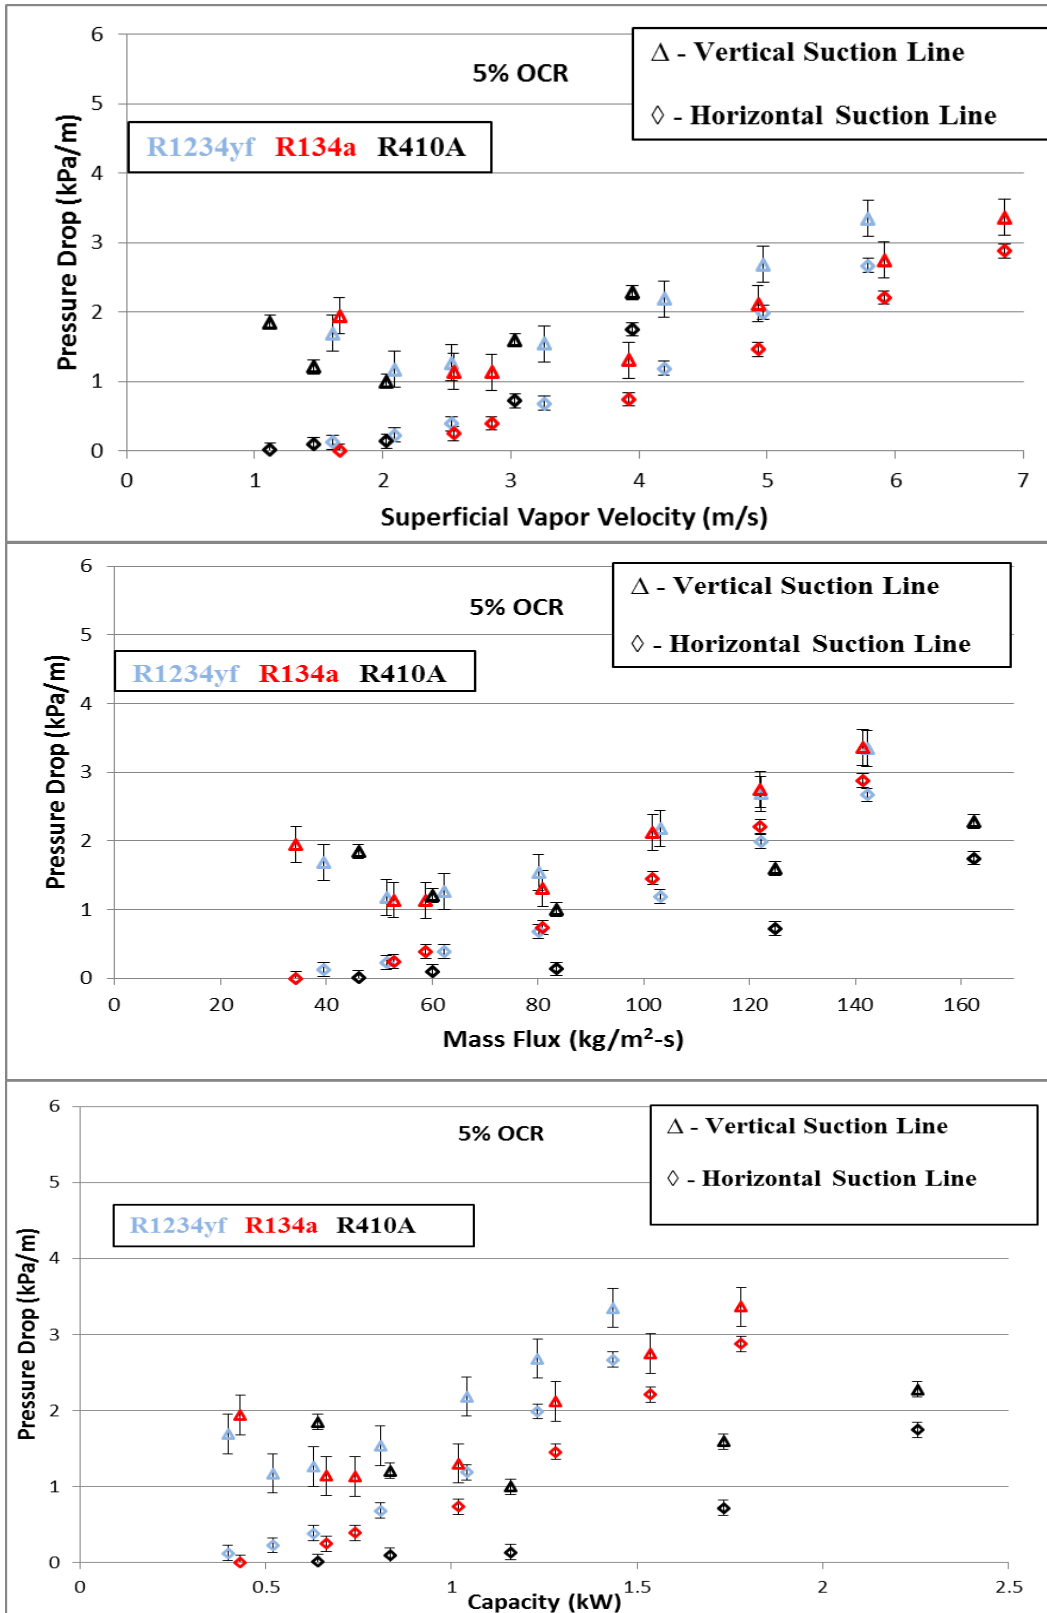 6
△ - Vertical Suction Line
5% OCR
5
◇ - Horizontal Suction Line
R1234yf R134a R410A
4
3
2
1
0
0 1 2 3 4 5 6 7
Pressure Drop (kPa/m)
Superficial Vapor Velocity (m/s)
6
△ - Vertical Suction Line
5% OCR
5
◇ - Horizontal Suction Line
R1234yf R134a R410A
4
3
2
1
0
0 20 40 60 80 100 120 140 160
Pressure Drop (kPa/m)
Mass Flux (kg/m²-s)
6
△ - Vertical Suction Line
5% OCR
5
◇ - Horizontal Suction Line
R1234yf R134a R410A
4
3
2
1
0
0 0.5 1 1.5 2 2.5
Pressure Drop (kPa/m)
Capacity (kW)